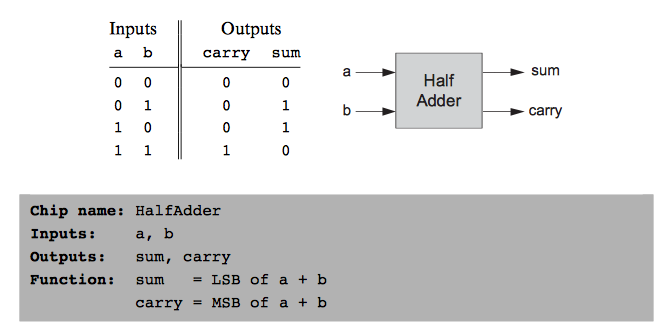 Inputs Outputs
a b carry sum
0 0 0 0
0 1 0 1
1 0 0 1
1 1 1 0
a sum
Half
Adder
b carry
Chip name: HalfAdder
Inputs: a, b
Outputs: sum, carry
Function: sum = LSB of a + b
carry = MSB of a + b